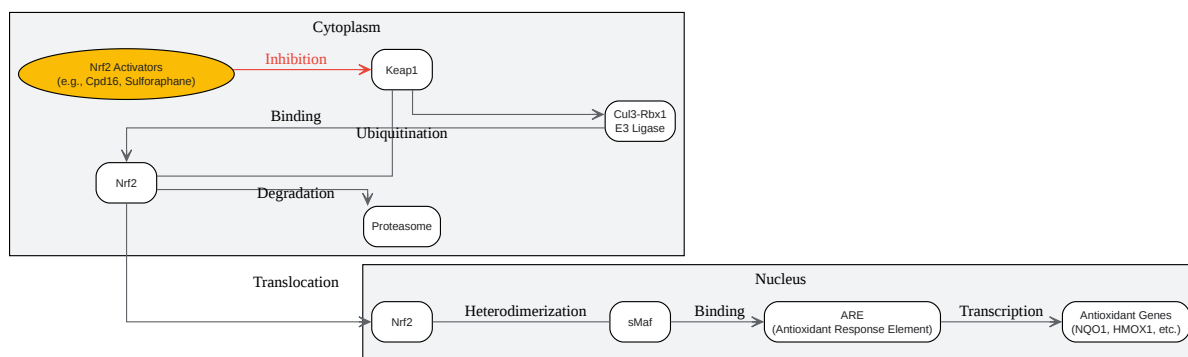 Cytoplasm
Inhibition
Nrf2 Activators
(e.g., Cpd16, Sulforaphane)
Keap1
Cul3-Rbx1
E3 Ligase
Binding
Ubiquitination
Nrf2
Degradation
Proteasome
Translocation
Nucleus
Nrf2
Heterodimerization
sMaf
Binding
ARE
(Antioxidant Response Element)
Transcription
Antioxidant Genes
(NQO1, HMOX1, etc.)